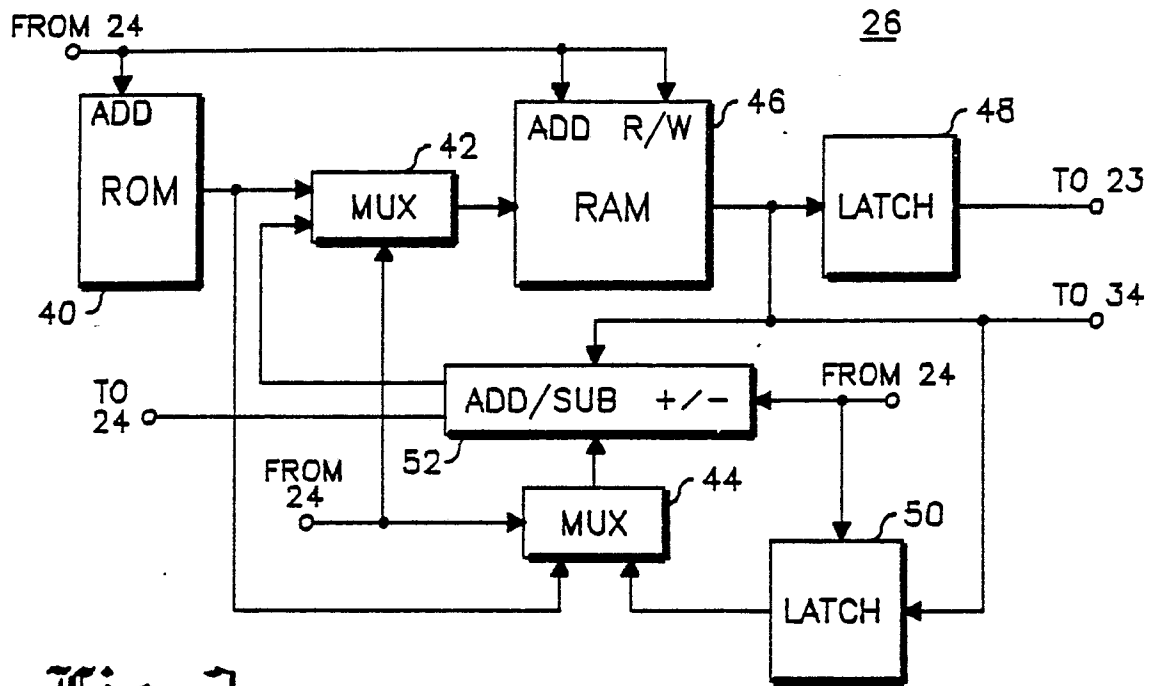 FROM 24
26
ADD
ROM
40
42
MUX
ADD R/W
RAM
46
48
LATCH
TO 23
TO 34
TO
24
ADD/SUB +/-
52
FROM 24
FROM
24
44
MUX
50
LATCH